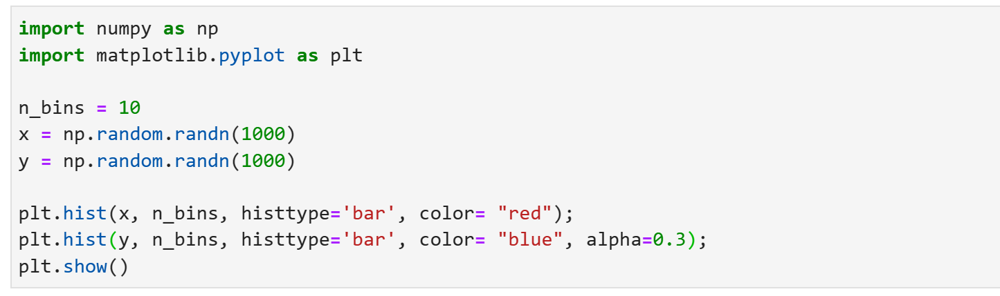 import numpy as np
import matplotlib.pyplot as plt
n_bins = 10
x = np.random.randn(1000)
y = np.random.randn(1000)
plt.hist(x, n_bins, histtype='bar', color= "red");
plt.hist(y, n_bins, histtype='bar', color= "blue", alpha=0.3);
plt.show()